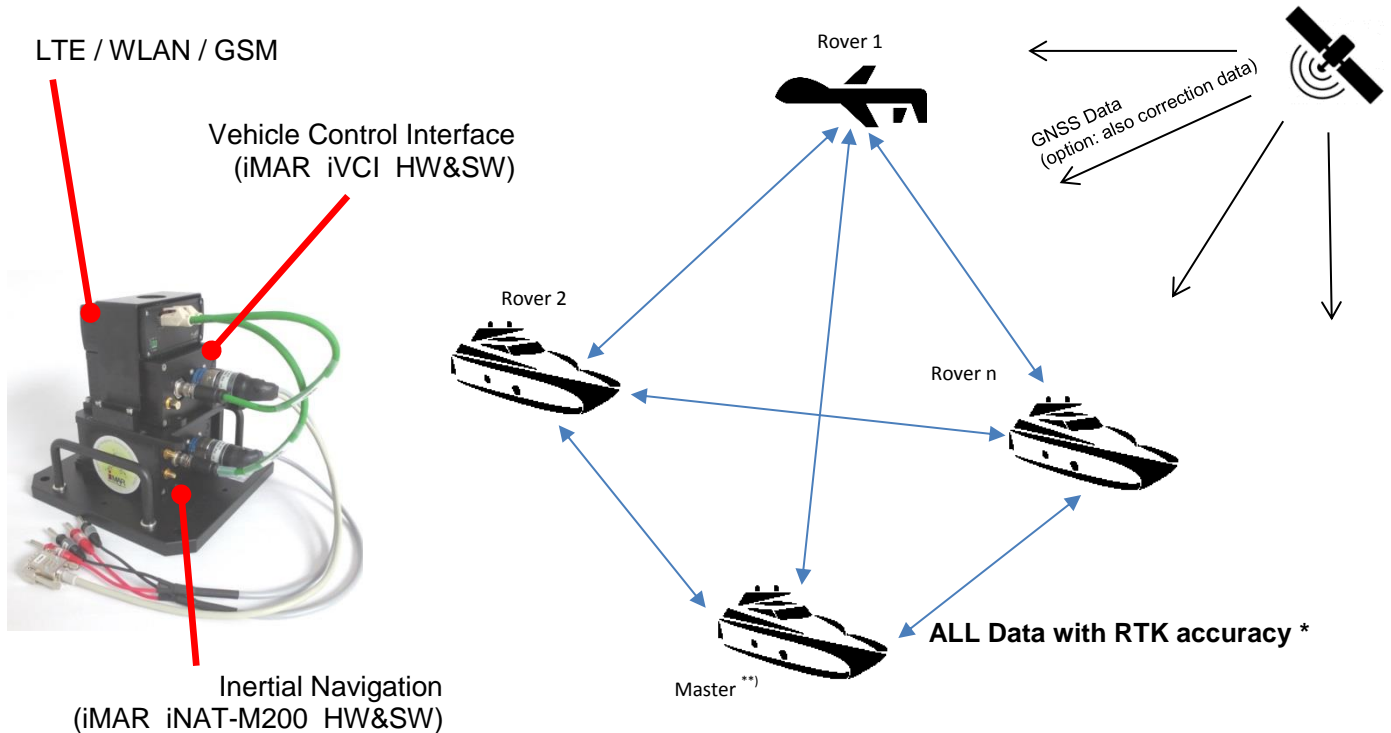 LTE / WLAN / GSM
Vehicle Control Interface
(iMAR iVCI HW&SW)
Rover 1
GNSS Data
(option: also correction data)
Rover 2
Rover n
iMAR
ALL Data with RTK accuracy *
Master **)
Inertial Navigation
(iMAR iNAT-M200 HW&SW)